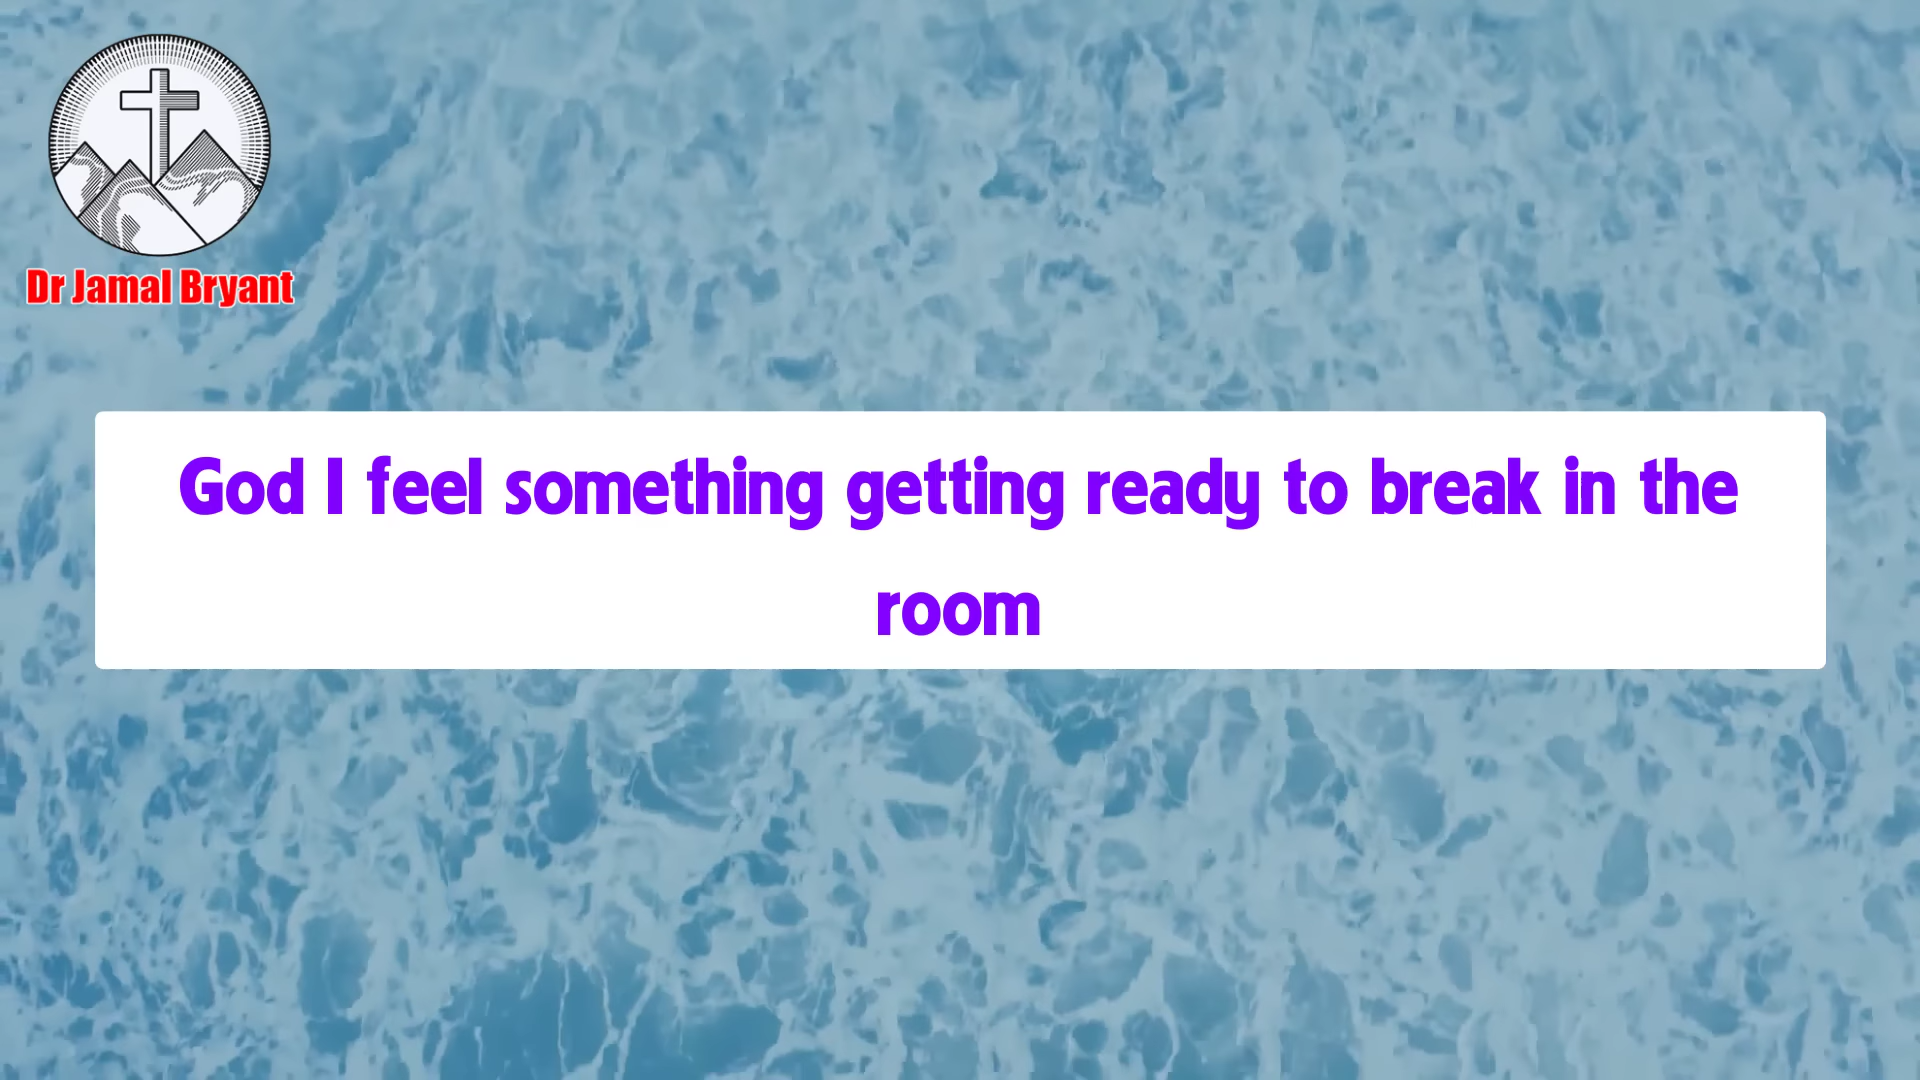 Dr Jamal Bryant
God I feel something getting ready to break in the
room